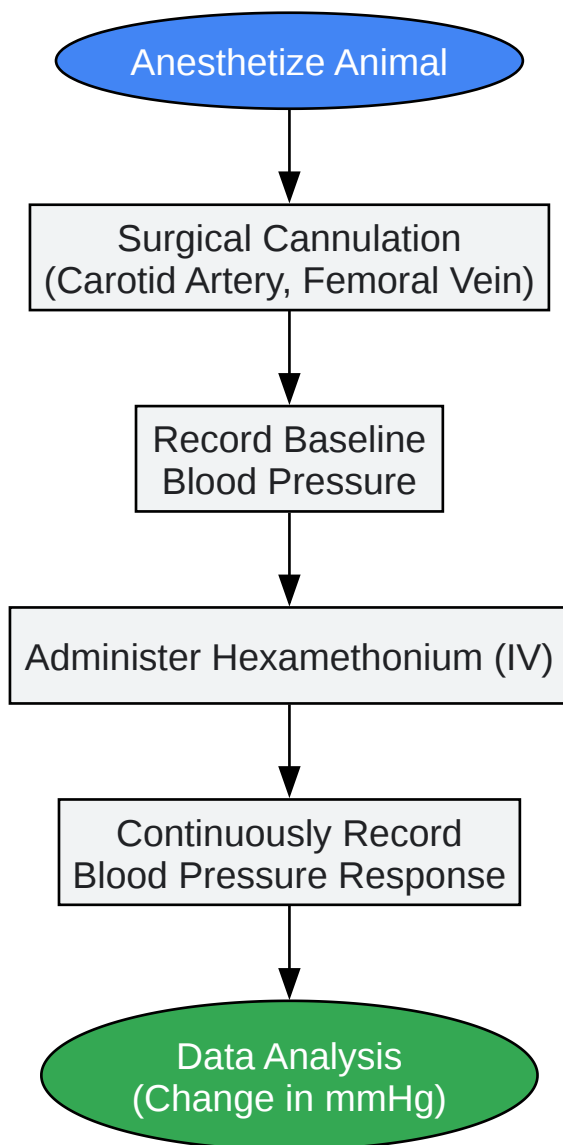 Anesthetize Animal
Surgical Cannulation
(Carotid Artery, Femoral Vein)
Record Baseline
Blood Pressure
Administer Hexamethonium (IV)
Continuously Record
Blood Pressure Response
Data Analysis
(Change in mmHg)